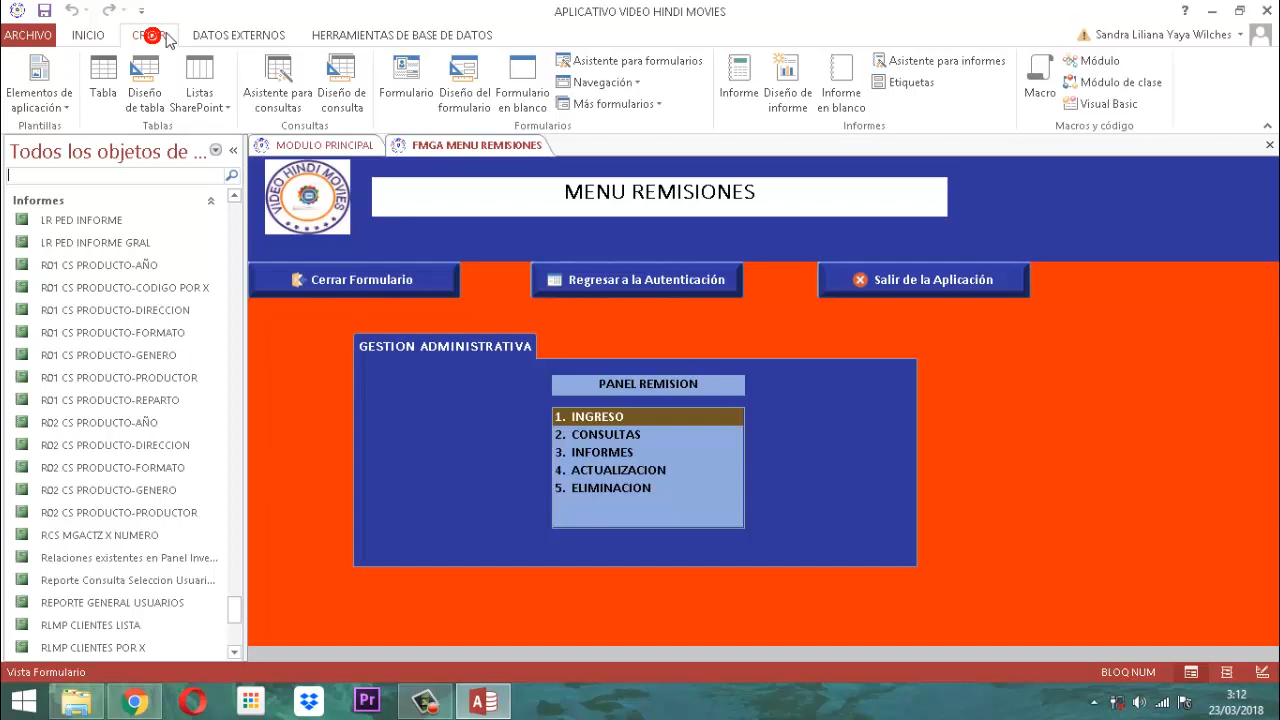 APLICATIVO VIDEO HINDI MOVIES
ARCHIVO INICIO DATOS EXTERNOS HERRAMIENTAS DE BASE DE DATOS Sandra Liliana Yaya Wilches
Elementos de aplicación
Plantillas
Tabla
Diseño de tabla
Listas SharePoint
Tablas
Asistente para consultas
Diseño de consulta
Consultas
Formulario
Diseño del formulario
Formulario en blanco
Asistente para formularios
Navegación
Más formularios
Formularios
Informe
Diseño de informe
Informe en blanco
Asistente para informes
Etiquetas
Informes
Macro
Módulo
Módulo de clase
Visual Basic
Macros y código
Todos los objetos de ...
Informes
LR PED INFORME
LR PED INFORME GRAL
R01 CS PRODUCTO-AÑO
R01 CS PRODUCTO-CODIGO POR X
R01 CS PRODUCTO-DIRECCION
R01 CS PRODUCTO-FORMATO
R01 CS PRODUCTO-GENERO
R01 CS PRODUCTO-PRODUCTOR
R01 CS PRODUCTO-REPARTO
R02 CS PRODUCTO-AÑO
R02 CS PRODUCTO-DIRECCION
R02 CS PRODUCTO-FORMATO
R02 CS PRODUCTO-GENERO
R02 CS PRODUCTO-PRODUCTOR
RCS MGACTZ X NUMERO
Relaciones existentes en Panel Inve...
Reporte Consulta Seleccion Usuari...
REPORTE GENERAL USUARIOS
RLMP CLIENTES LISTA
RLMP CLIENTES POR X
MODULO PRINCIPAL FMGA MENU REMISIONES
VIDEO HINDI MOVIES
MENU REMISIONES
Cerrar Formulario Regresar a la Autenticación Salir de la Aplicación
GESTION ADMINISTRATIVA
PANEL REMISION
1. INGRESO
2. CONSULTAS
3. INFORMES
4. ACTUALIZACION
5. ELIMINACION
Vista Formulario BLOQ NUM
Pr
3:12
23/03/2018